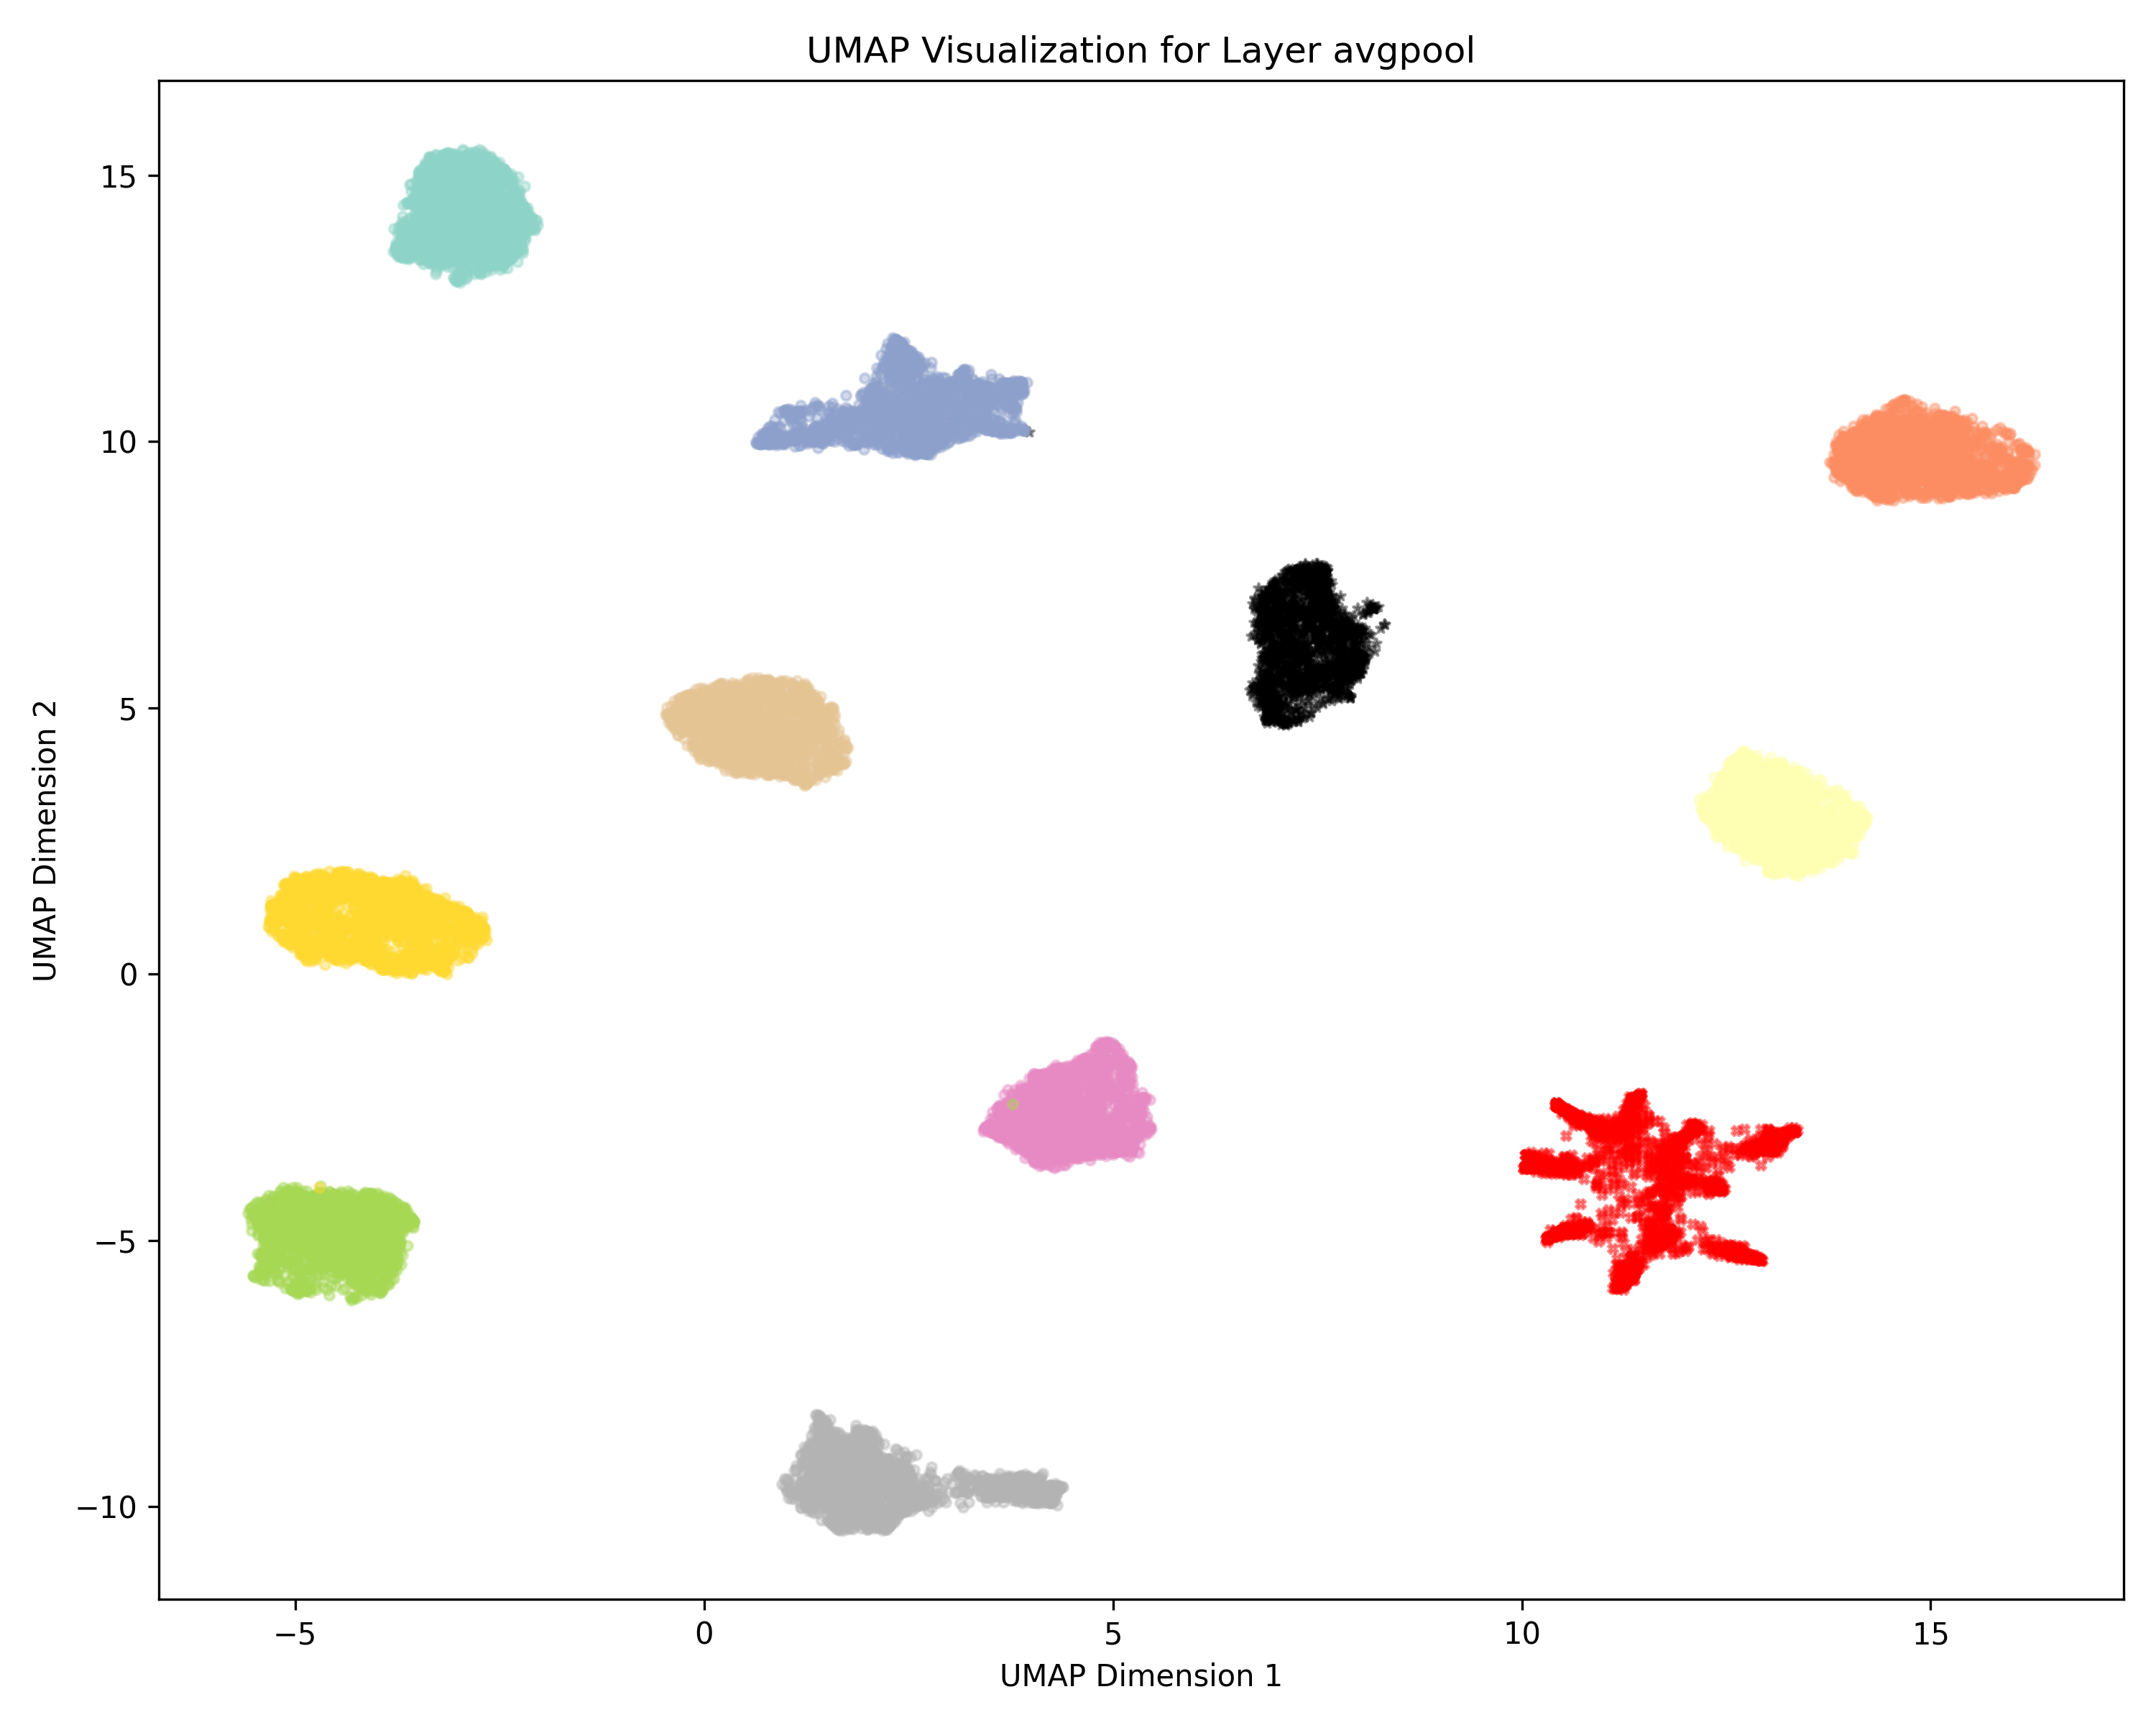 UMAP Visualization for Layer avgpool
15
10
5
0
−5
−10
UMAP Dimension 2
−5 0 5 10 15
UMAP Dimension 1